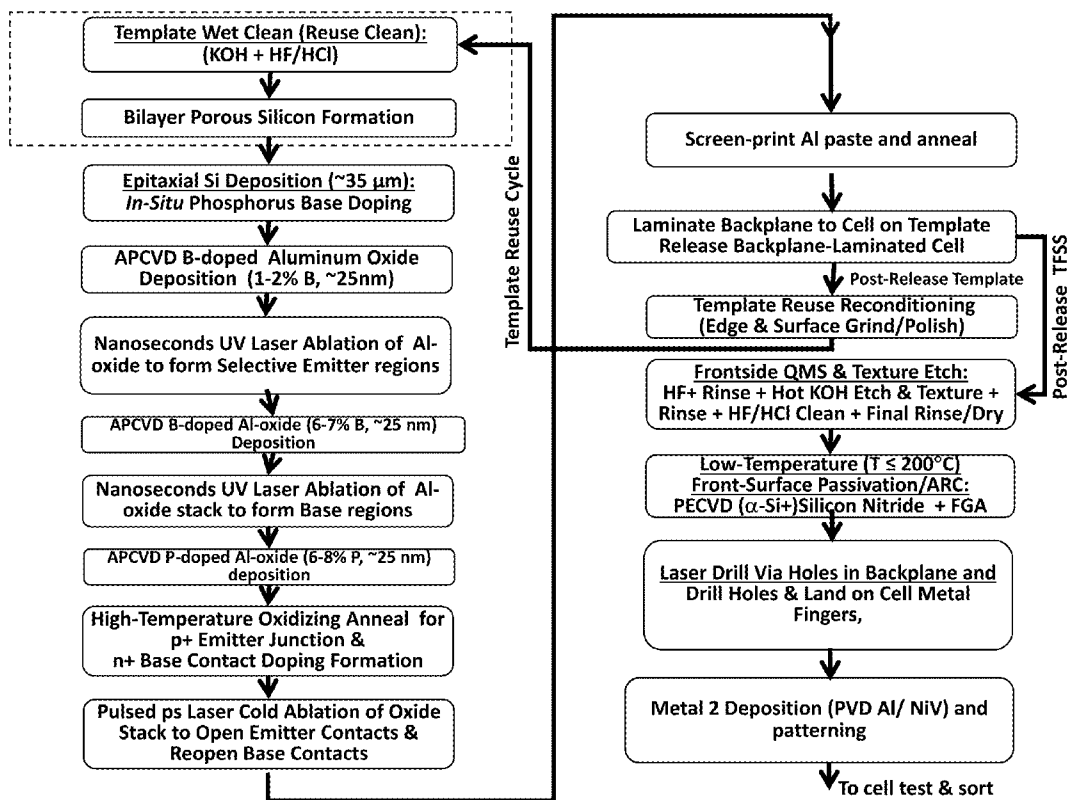 Template Wet Clean (Reuse Clean):
(KOH + HF/HCl)
Bilayer Porous Silicon Formation
Epitaxial Si Deposition (~35 µm):
In-Situ Phosphorus Base Doping
APCVD B-doped Aluminum Oxide
Deposition (1-2% B, ~25nm)
Nanoseconds UV Laser Ablation of Al-
oxide to form Selective Emitter regions
APCVD B-doped Al-oxide (6-7% B, ~25 nm)
Deposition
Nanoseconds UV Laser Ablation of Al-
oxide stack to form Base regions
APCVD P-doped Al-oxide (6-8% P, ~25 nm)
deposition
High-Temperature Oxidizing Anneal for
p+ Emitter Junction &
n+ Base Contact Doping Formation
Pulsed ps Laser Cold Ablation of Oxide
Stack to Open Emitter Contacts &
Reopen Base Contacts
Template Reuse Cycle
Screen-print Al paste and anneal
Laminate Backplane to Cell on Template
Release Backplane-Laminated Cell
Post-Release Template
Template Reuse Reconditioning
(Edge & Surface Grind/Polish)
Post-Release TFSS
Frontside QMS & Texture Etch:
HF+ Rinse + Hot KOH Etch & Texture +
Rinse + HF/HCl Clean + Final Rinse/Dry
Low-Temperature (T ≤ 200°C)
Front-Surface Passivation/ARC:
PECVD (α-Si+)Silicon Nitride + FGA
Laser Drill Via Holes in Backplane and
Drill Holes & Land on Cell Metal
Fingers,
Metal 2 Deposition (PVD Al/ NiV) and
patterning
To cell test & sort